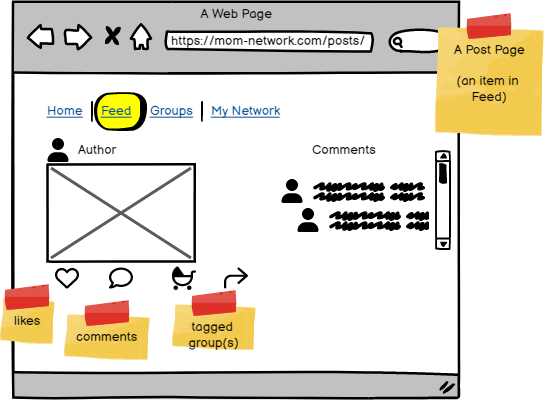 A Web Page
https://mom-network.com/posts/
A Post Page
(an item in
Feed)
Home Feed Groups My Network
Author
Comments
likes
comments
tagged
group(s)